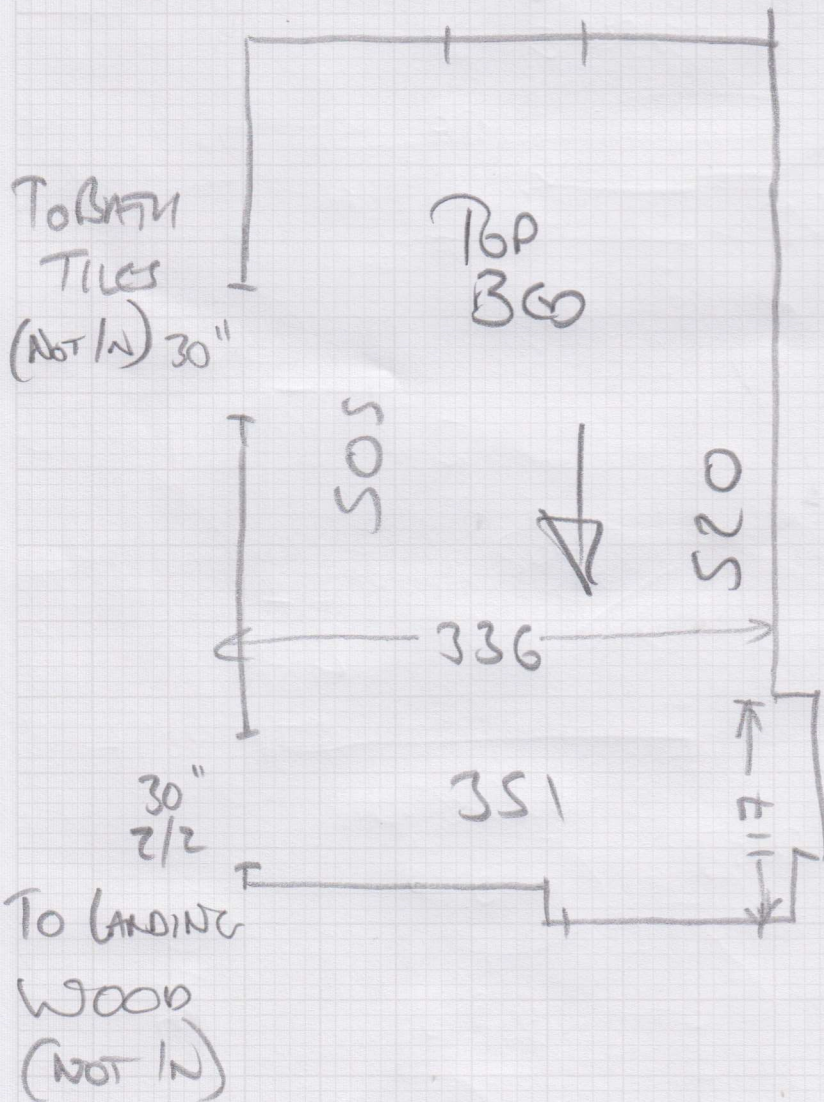 TO BATH
TILES
(NOT IN) 30"
TOP
BED
505
520
336
117
351
30"
2/2
TO LANDING
WOOD
(NOT IN)